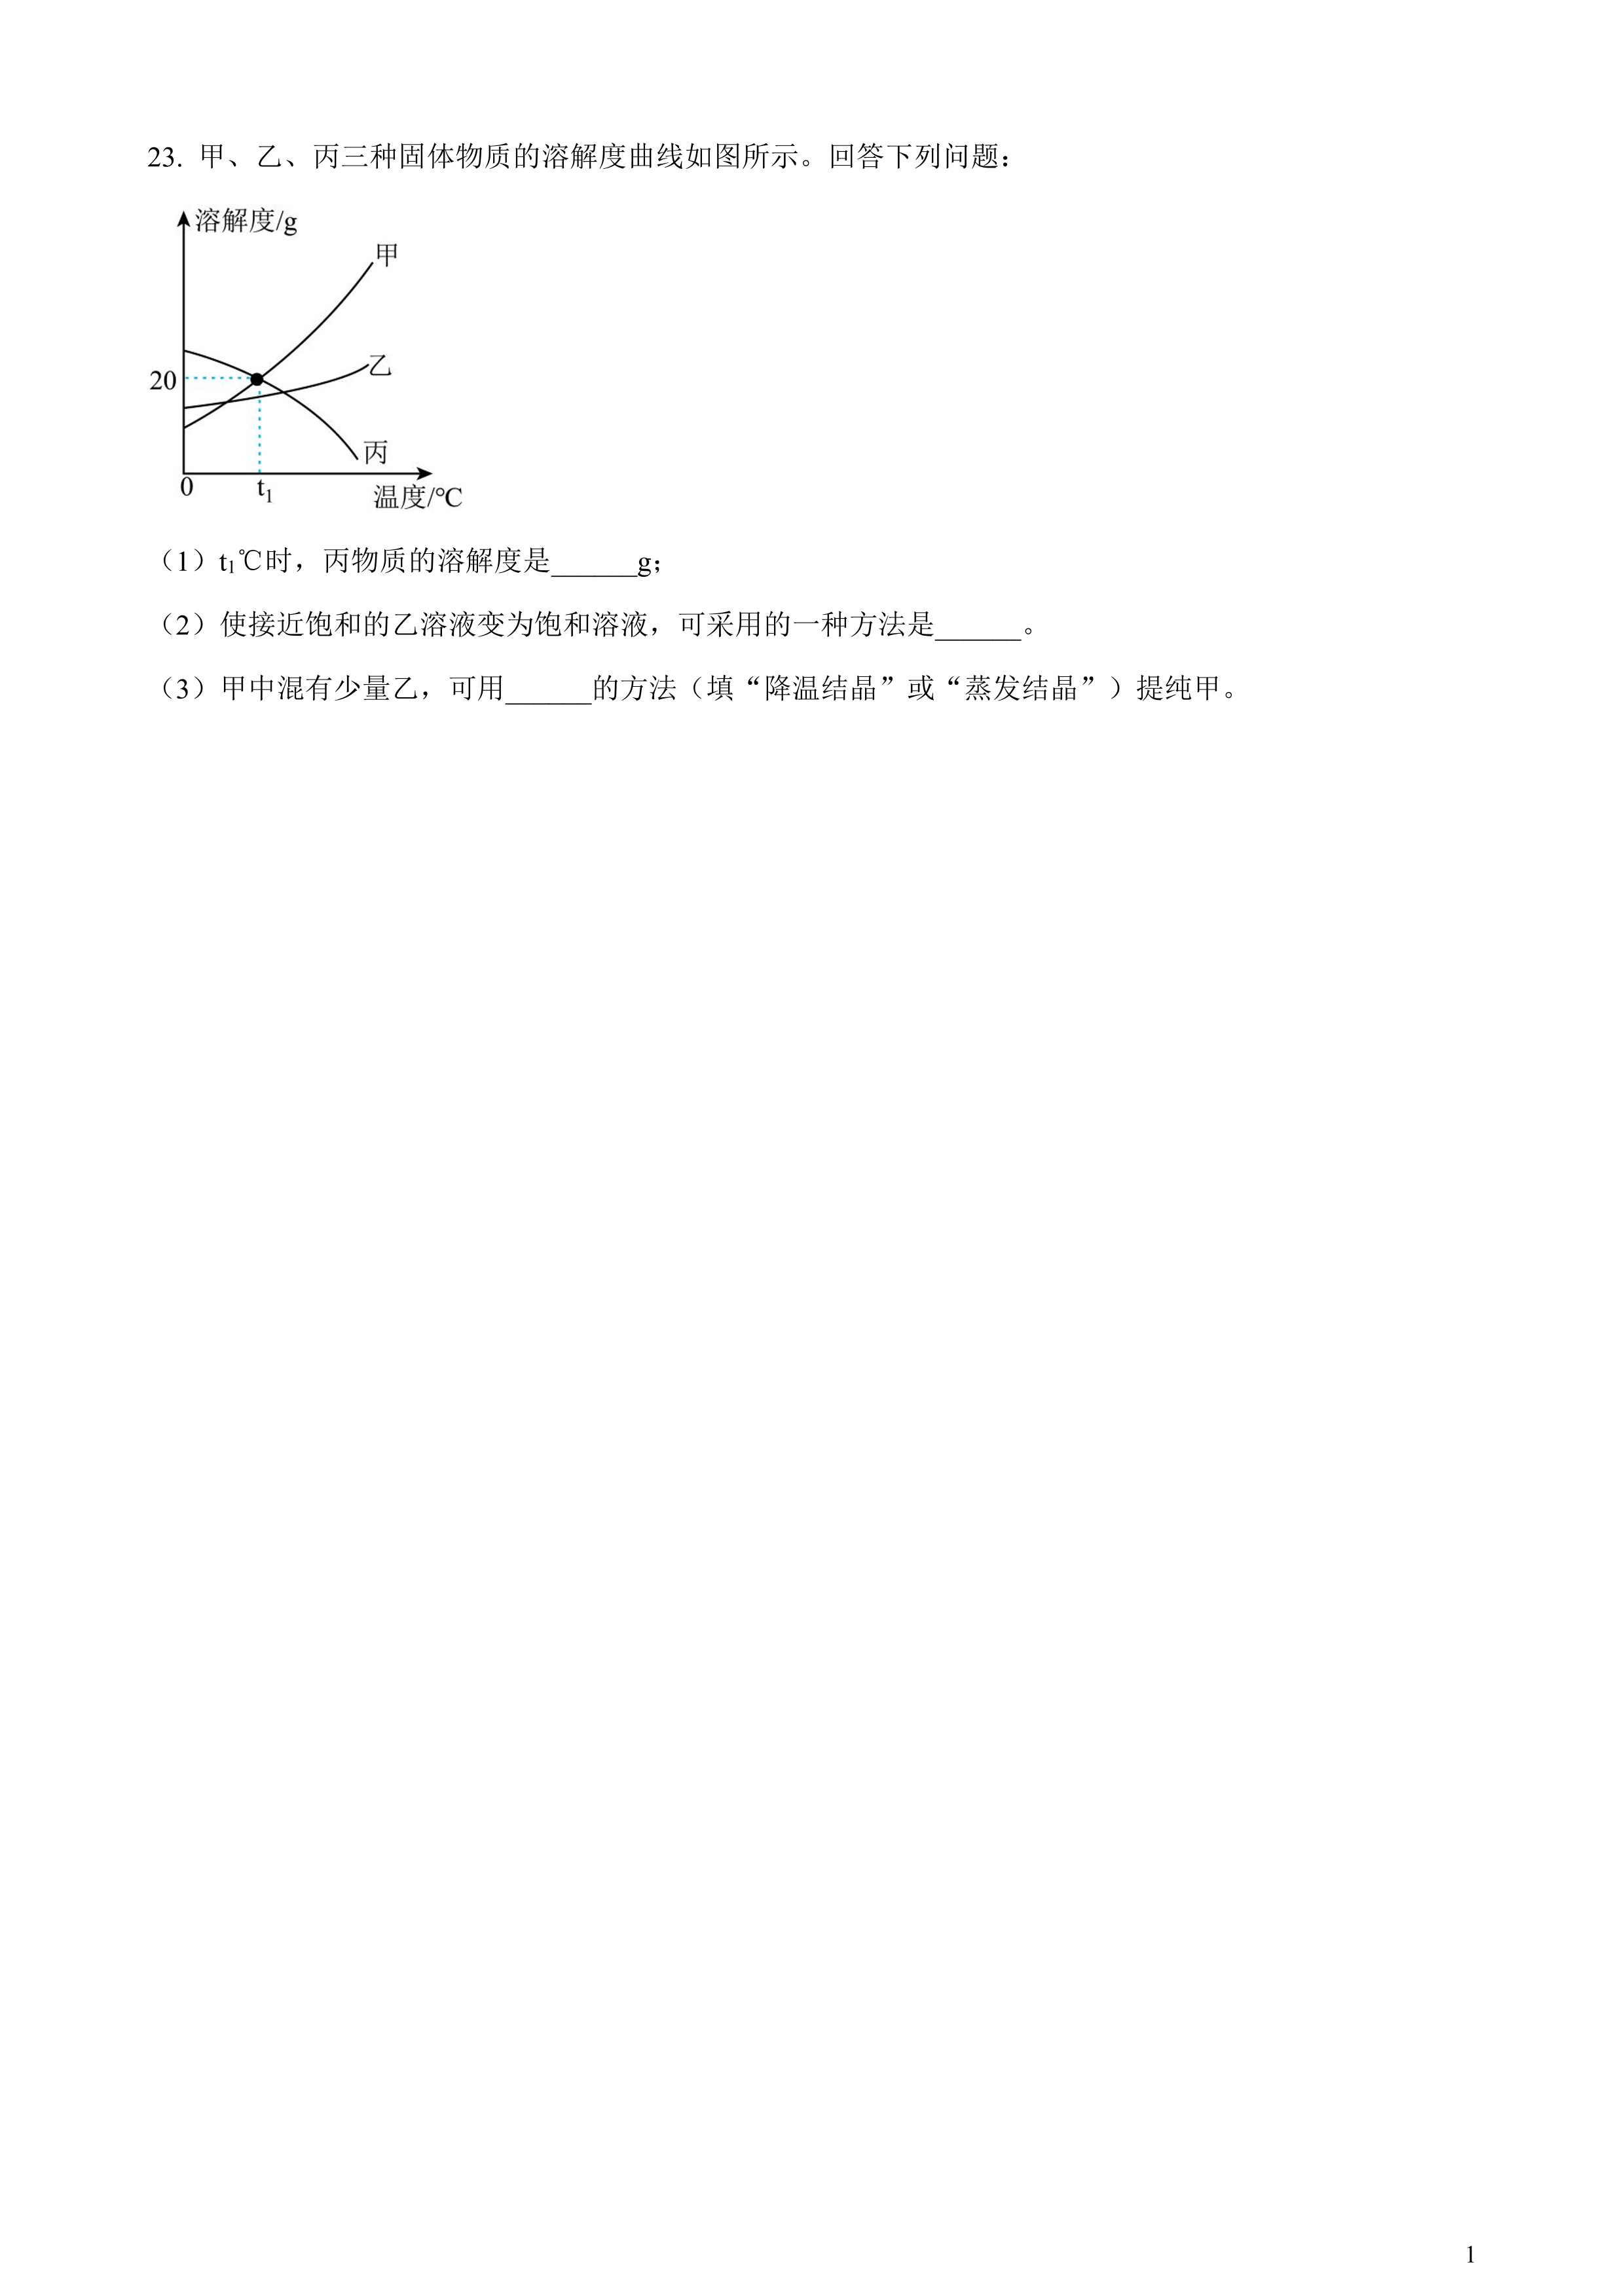 23. 甲、乙、丙三种固体物质的溶解度曲线如图所示。回答下列问题：
溶解度/g
甲
乙
20
丙
0
t₁
温度/℃
（1）t₁℃时，丙物质的溶解度是______g；
（2）使接近饱和的乙溶液变为饱和溶液，可采用的一种方法是______。
（3）甲中混有少量乙，可用______的方法（填“降温结晶”或“蒸发结晶”）提纯甲。
1